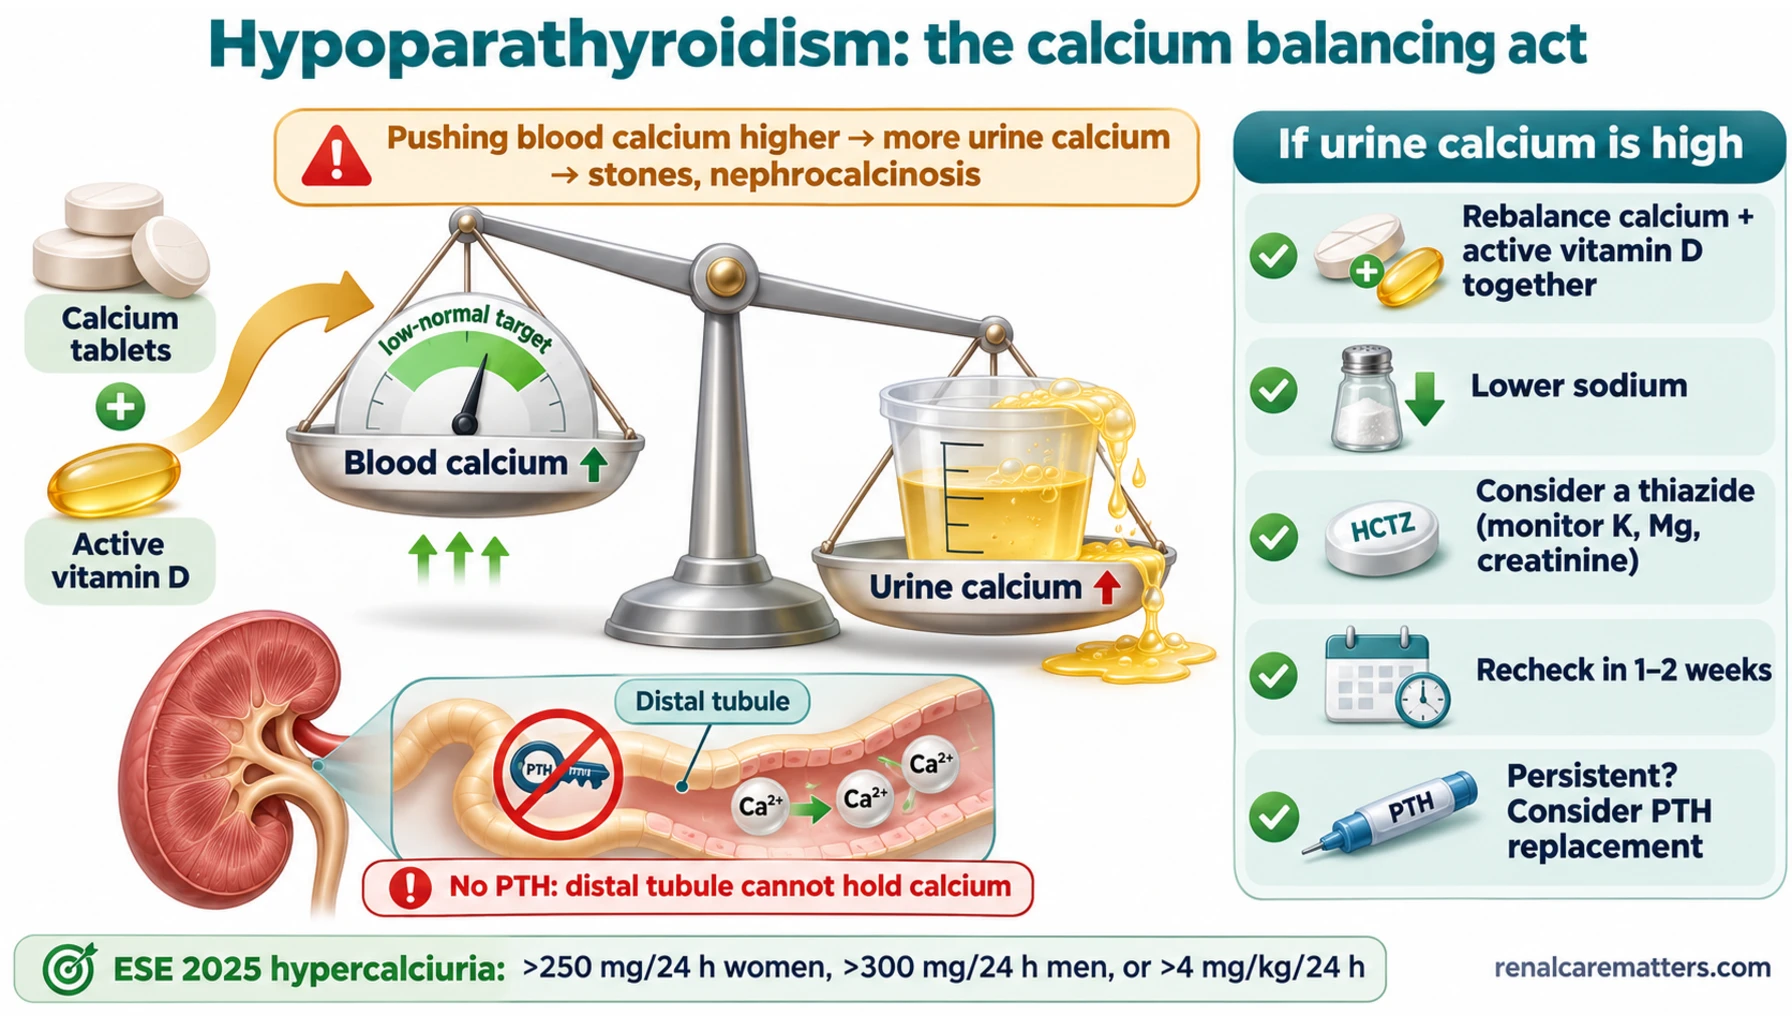 Hypoparathyroidism: the calcium balancing act
Pushing blood calcium higher → more urine calcium
→ stones, nephrocalcinosis
Calcium
tablets
Active
vitamin D
low-normal target
Blood calcium
Urine calcium
Distal tubule
PTH
Ca²⁺
Ca²⁺
Ca²⁺
No PTH: distal tubule cannot hold calcium
If urine calcium is high
Rebalance calcium +
active vitamin D
together
Lower sodium
HCTZ
Consider a thiazide
(monitor K, Mg,
creatinine)
Recheck in 1–2 weeks
PTH
Persistent?
Consider PTH
replacement
ESE 2025 hypercalciuria: >250 mg/24 h women, >300 mg/24 h men, or >4 mg/kg/24 h
renalcarematters.com